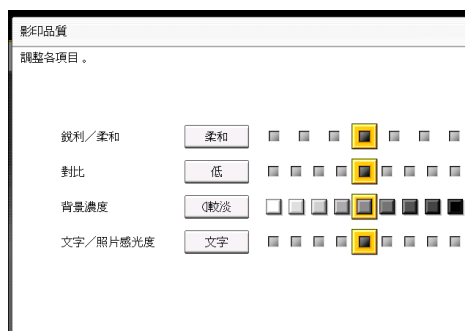 影印品質
調整各項目。
銳利／柔和 柔和
對比 低
背景濃度 (較淡
文字／照片感光度 文字